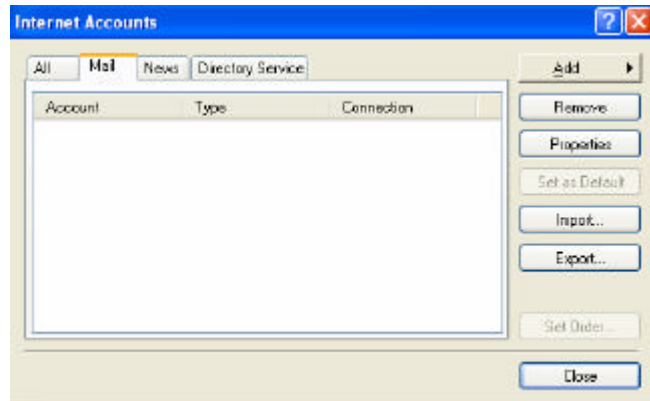 Internet Accounts
All Mail News Directory Service
Account Type Connection
Add
Remove
Properties
Set as Default
Import...
Export...
Set Order...
Close